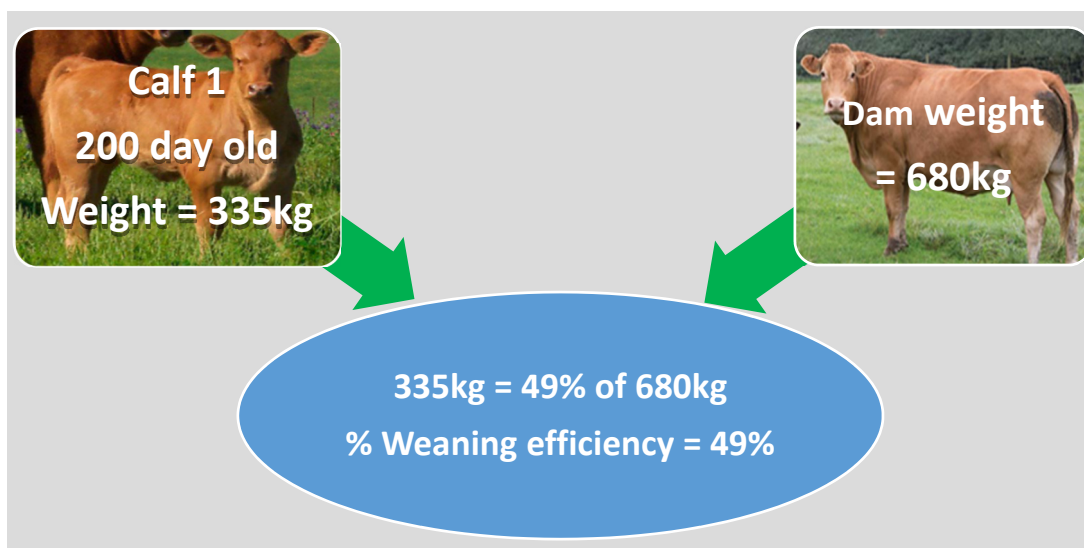 Calf 1
200 day old
Weight = 335kg
Dam weight
= 680kg
335kg = 49% of 680kg
% Weaning efficiency = 49%